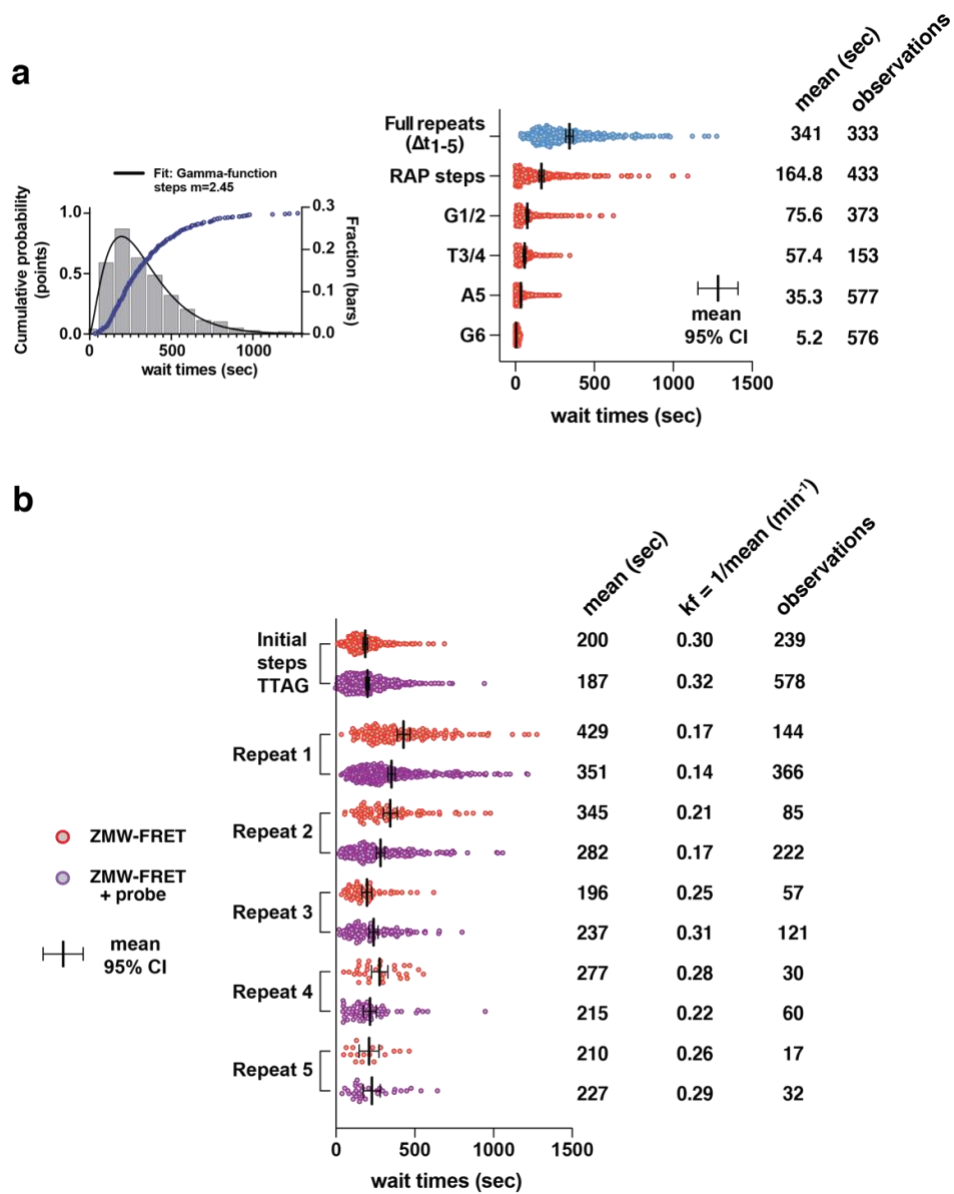 a
mean (sec)
observations
Fit: Gamma-function
steps m=2.45
Cumulative probability
(points)
1.0
0.5
0.0
0.3
0.2
0.1
0.0
Fraction (bars)
0 500 1000
wait times (sec)
Full repeats
(Δt1-5)
341 333
RAP steps
164.8 433
G1/2
75.6 373
T3/4
57.4 153
A5
35.3 577
G6
5.2 576
mean
95% CI
0 500 1000 1500
wait times (sec)
b
mean (sec)
kf = 1/mean (min-1)
observations
Initial
steps
TTAG
200 0.30 239
187 0.32 578
Repeat 1
429 0.17 144
351 0.14 366
Repeat 2
345 0.21 85
282 0.17 222
Repeat 3
196 0.25 57
237 0.31 121
Repeat 4
277 0.28 30
215 0.22 60
Repeat 5
210 0.26 17
227 0.29 32
ZMW-FRET
ZMW-FRET
+ probe
mean
95% CI
0 500 1000 1500
wait times (sec)